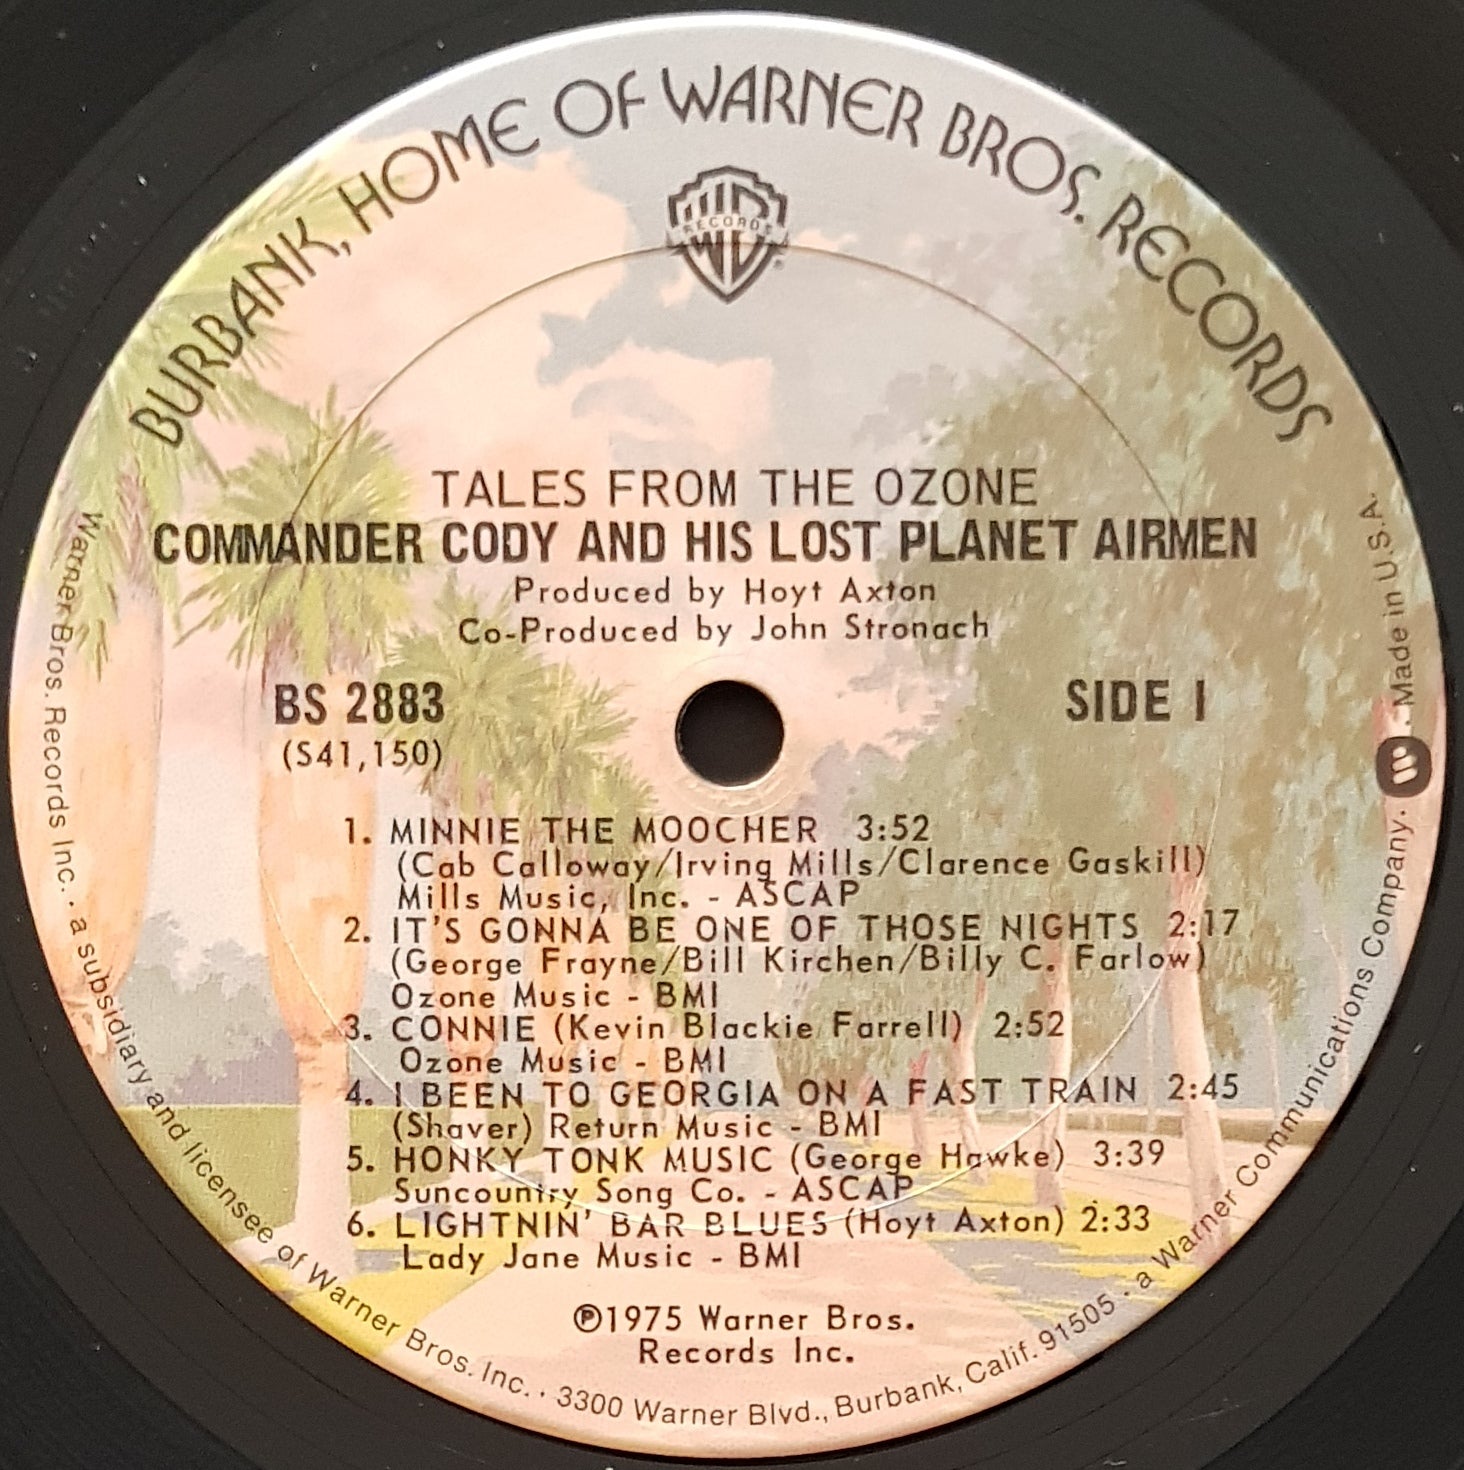 BURBANK, HOME OF WARNER BROS. RECORDS
RECORDS
TALES FROM THE OZONE
COMMANDER CODY AND HIS LOST PLANET AIRMEN
Produced by Hoyt Axton
Co-Produced by John Stronach
BS 2883
(S41,150)
SIDE I
1. MINNIE THE MOOCHER 3:52
(Cab Calloway/Irving Mills/Clarence Gaskill)
Mills Music, Inc. - ASCAP
2. IT'S GONNA BE ONE OF THOSE NIGHTS 2:17
(George Frayne/Bill Kirchen/Billy C. Farlow)
Ozone Music - BMI
3. CONNIE (Kevin Blackie Farrell) 2:52
Ozone Music - BMI
4. I BEEN TO GEORGIA ON A FAST TRAIN 2:45
(Shaver) Return Music - BMI
5. HONKY TONK MUSIC (George Hawke) 3:39
Suncountry Song Co. - ASCAP
6. LIGHTNIN' BAR BLUES (Hoyt Axton) 2:33
Lady Jane Music - BMI
℗1975 Warner Bros.
Records Inc.
Warner Bros. Records Inc. · a subsidiary and licensee of Warner Bros. Inc. · 3300 Warner Blvd., Burbank, Calif. 91505 · a Warner Communications Company. · Made in U.S.A.